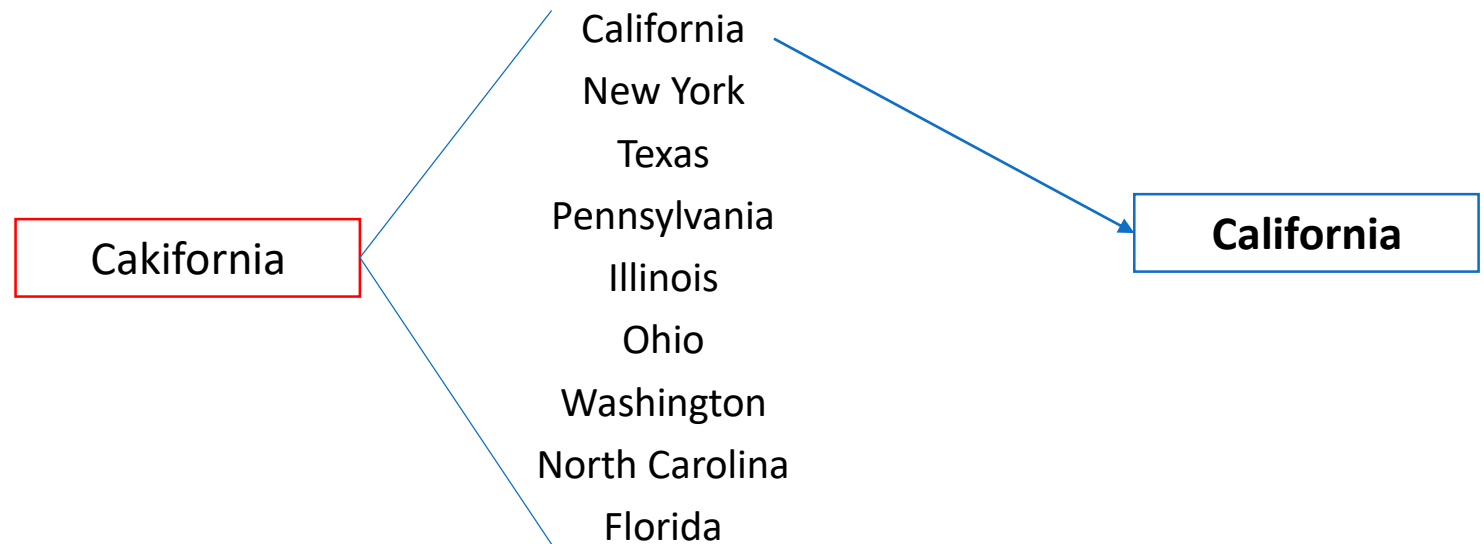 Cakifornia
California
New York
Texas
Pennsylvania
Illinois
Ohio
Washington
North Carolina
Florida
California